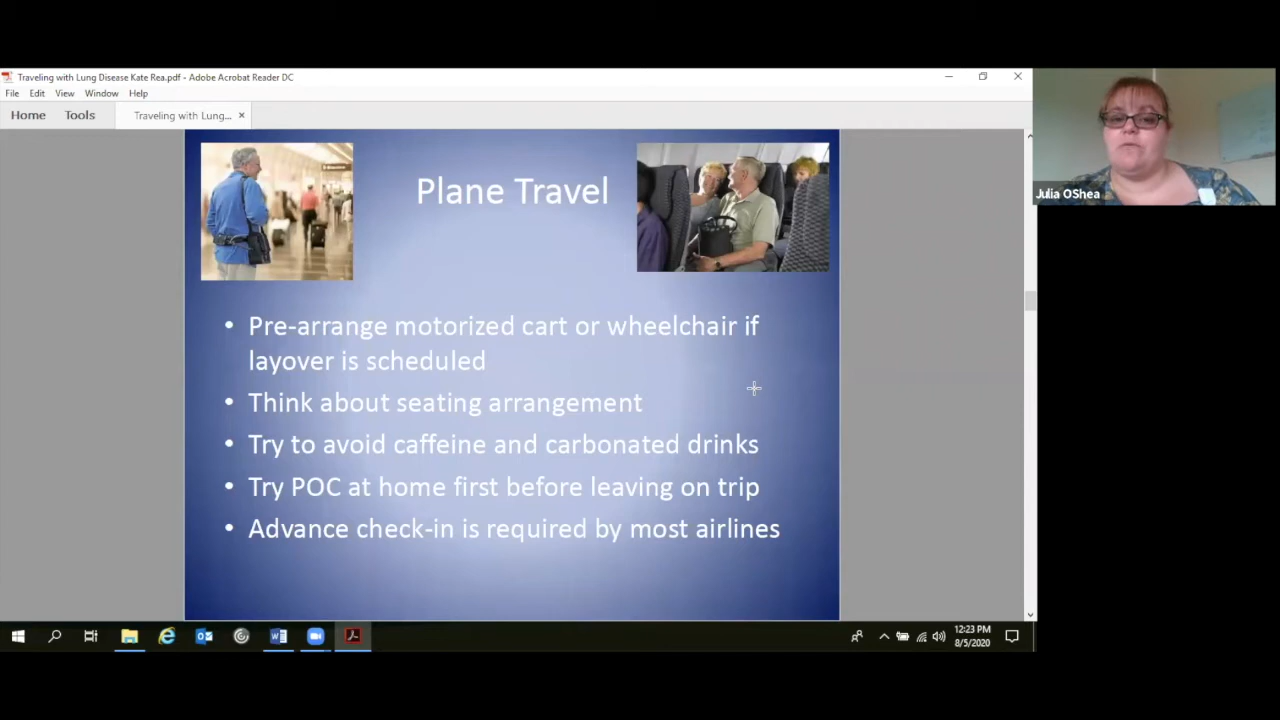 Traveling with Lung Disease Kate Rea.pdf - Adobe Acrobat Reader DC
File Edit View Window Help
Home Tools Traveling with Lung... ×
Plane Travel
• Pre-arrange motorized cart or wheelchair if
layover is scheduled
• Think about seating arrangement
• Try to avoid caffeine and carbonated drinks
• Try POC at home first before leaving on trip
• Advance check-in is required by most airlines
Julia OShea
12:23 PM
8/5/2020